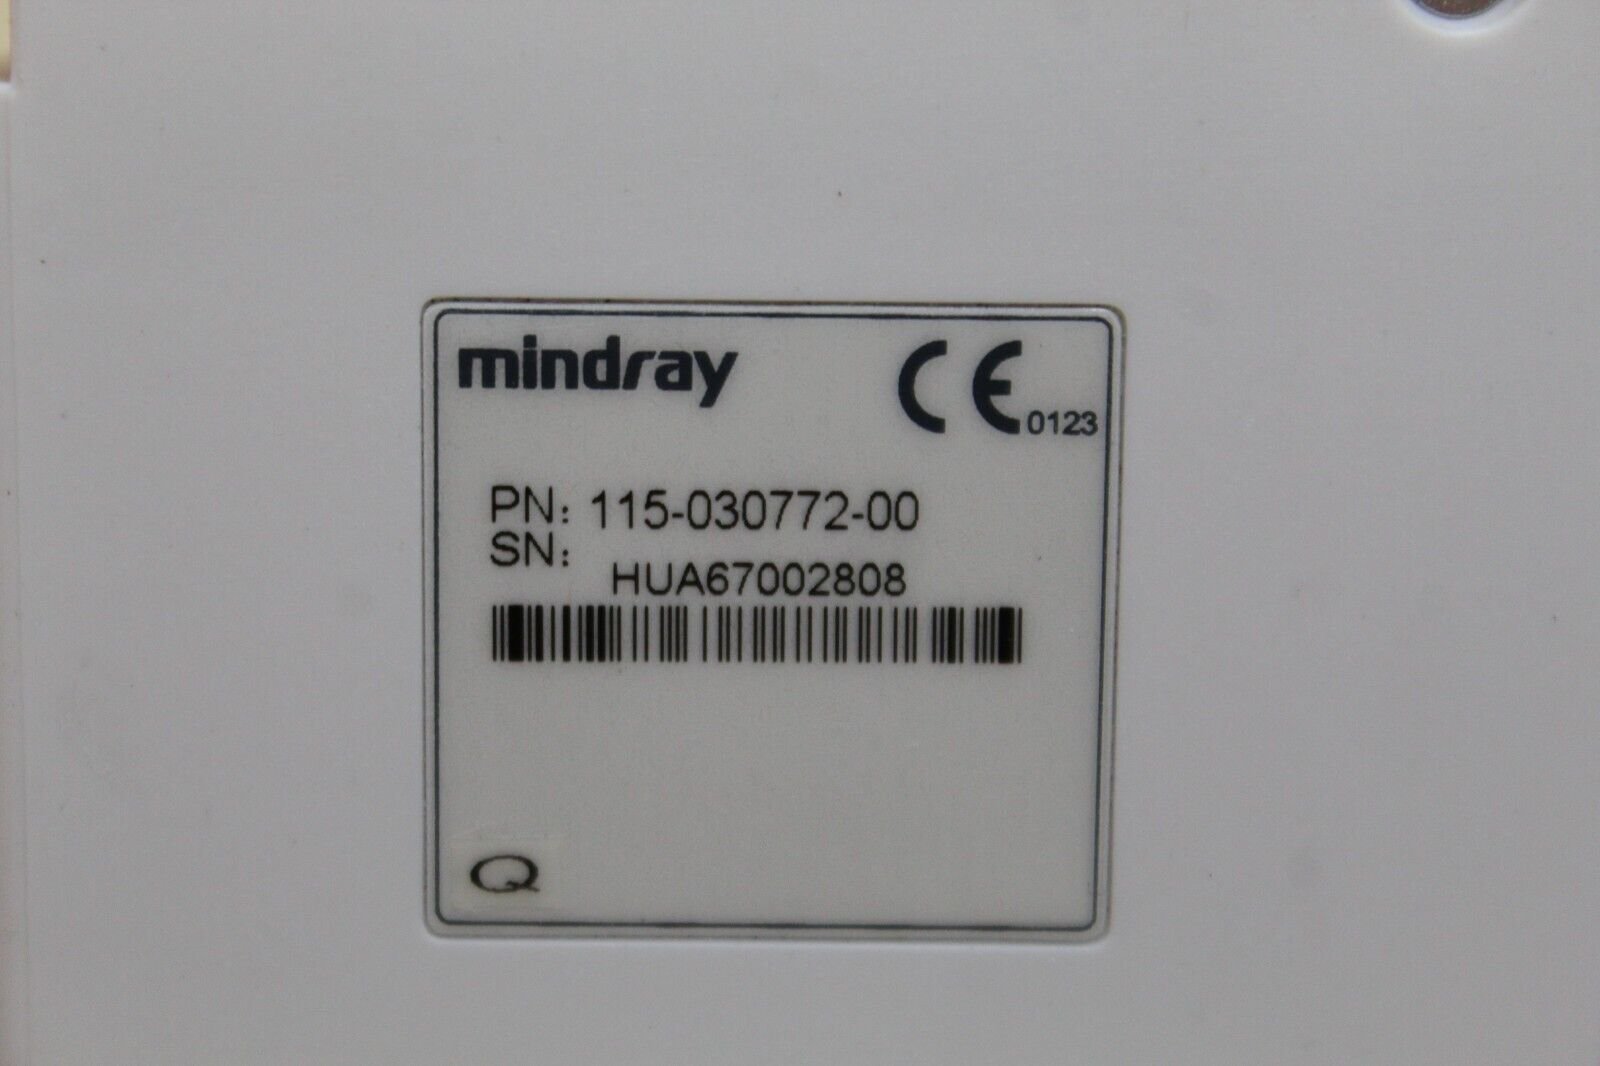 mindray
CE 0123
PN: 115-030772-00
SN:
HUA67002808
Q